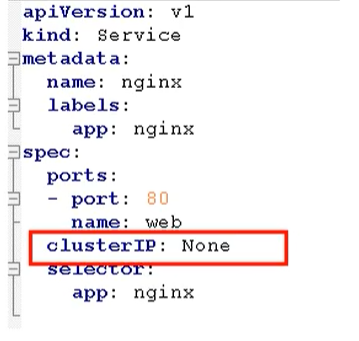 apiVersion: v1
kind: Service
metadata:
  name: nginx
  labels:
    app: nginx
spec:
  ports:
  - port: 80
    name: web
  clusterIP: None
  selector:
    app: nginx